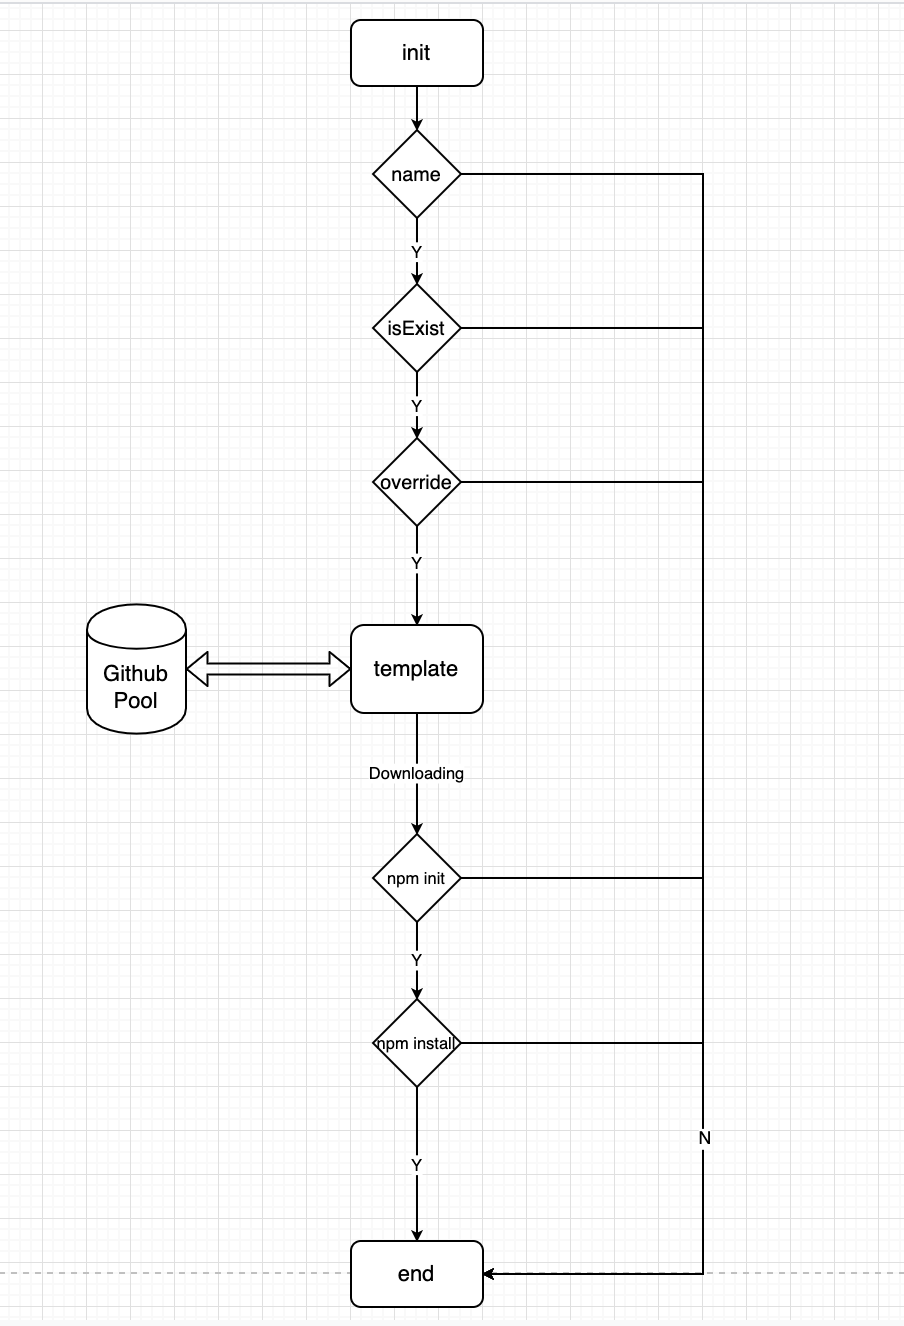 init
name
Y
isExist
Y
override
Y
Github
Pool
template
Downloading
npm init
Y
npm install
N
Y
end